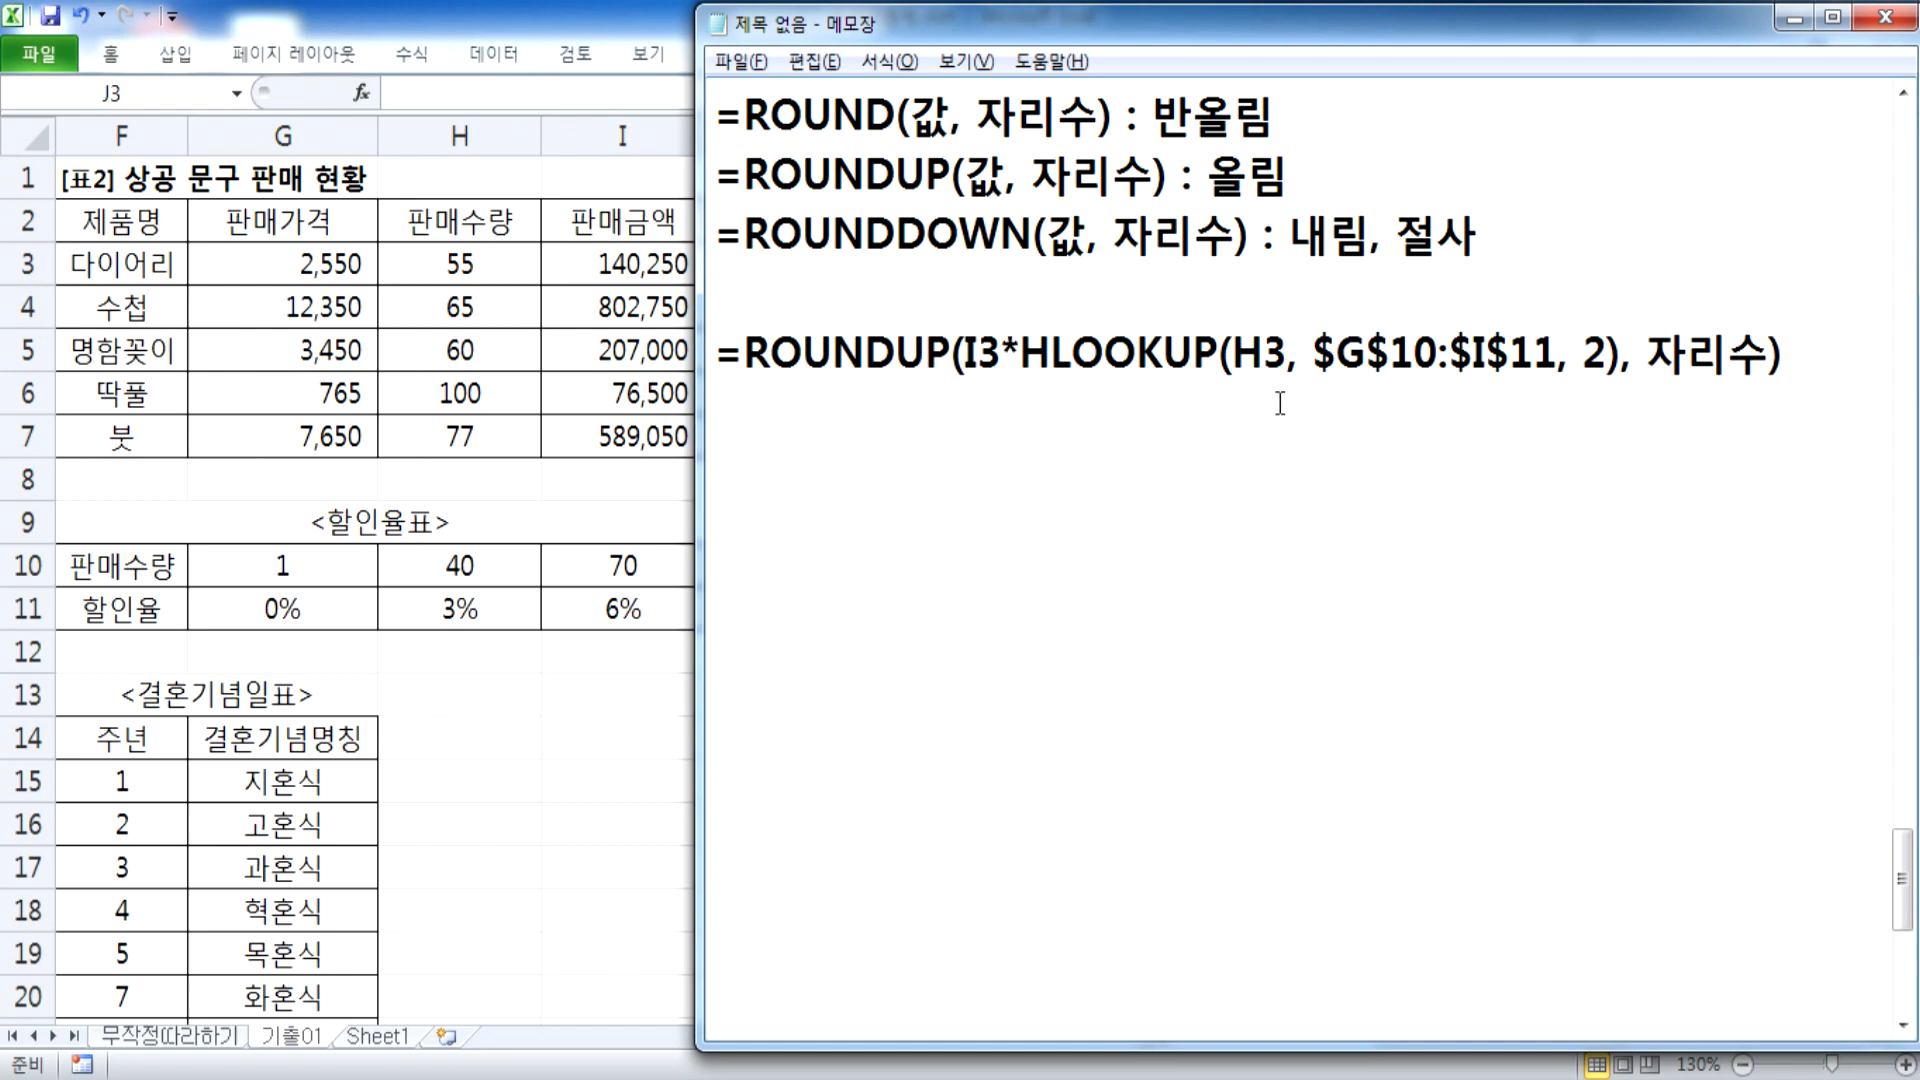 제목 없음 - 메모장
파일 홈 삽입 페이지 레이아웃 수식 데이터 검토 보기
파일(F) 편집(E) 서식(O) 보기(V) 도움말(H)
J3 fx
=ROUND(값, 자리수) : 반올림
=ROUNDUP(값, 자리수) : 올림
=ROUNDDOWN(값, 자리수) : 내림, 절사
=ROUNDUP(I3*HLOOKUP(H3, $G$10:$I$11, 2), 자리수)
F G H I
1 [표2] 상공 문구 판매 현황
2 제품명 판매가격 판매수량 판매금액
3 다이어리 2,550 55 140,250
4 수첩 12,350 65 802,750
5 명함꽂이 3,450 60 207,000
6 딱풀 765 100 76,500
7 붓 7,650 77 589,050
8
9 <할인율표>
10 판매수량 1 40 70
11 할인율 0% 3% 6%
12
13 <결혼기념일표>
14 주년 결혼기념명칭
15 1 지혼식
16 2 고혼식
17 3 과혼식
18 4 혁혼식
19 5 목혼식
20 7 화혼식
무작정따라하기 기출01 Sheet1
준비 130%